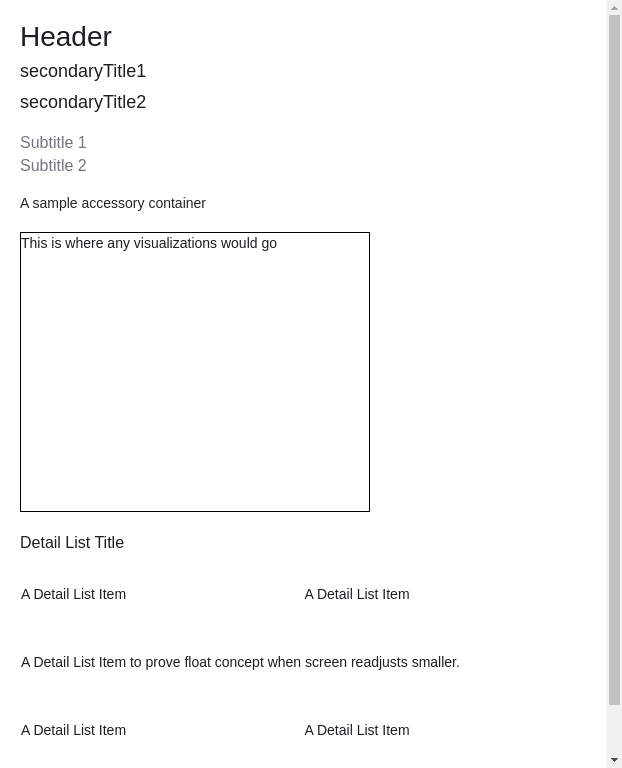 Header
secondaryTitle1
secondaryTitle2
Subtitle 1
Subtitle 2
A sample accessory container
This is where any visualizations would go
Detail List Title
A Detail List Item
A Detail List Item
A Detail List Item to prove float concept when screen readjusts smaller.
A Detail List Item
A Detail List Item